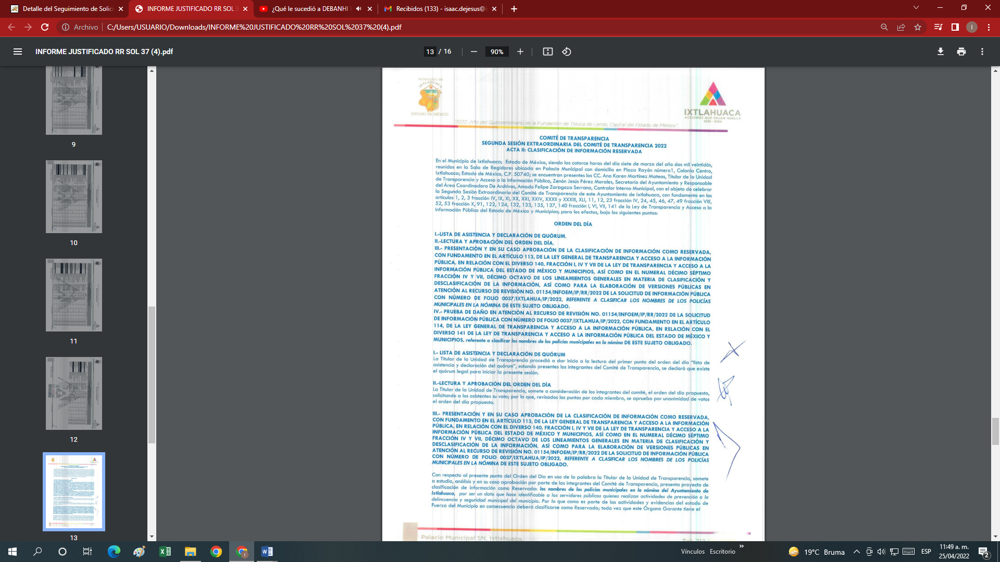 Detalle del Seguimiento de Solici
INFORME JUSTIFICADO RR SOL 3
¿Qué le sucedió a DEBANHI
Recibidos (133) - isaac.dejesus@i
Archivo
C:/Users/USUARIO/Downloads/INFORME%20JUSTIFICADO%20RR%20SOL%2037%20(4).pdf
I
INFORME JUSTIFICADO RR SOL 37 (4).pdf
13 / 16
90%
9
10
11
12
13
MUNICIPIO DE
IXTLAHUACA
ESTADO DE MÉXICO
IXTLAHUACA
ACCIONES QUE DEJAN HUELLA
2022 - 2024
"2022. Año del Quincentenario de la Fundación de Toluca de Lerdo, Capital del Estado de México".
COMITÉ DE TRANSPARENCIA
SEGUNDA SESIÓN EXTRAORDINARIA DEL COMITÉ DE TRANSPARENCIA 2022
ACTA II: CLASIFICACIÓN DE INFORMACIÓN RESERVADA
En el Municipio de Ixtlahuaca; Estado de México, siendo las catorce horas del día siete de marzo del año dos mil veintidós,
reunidos en la Sala de Regidores ubicada en Palacio Municipal con domicilio en Plaza Rayón número1, Colonia Centro,
Ixtlahuaca; Estado de México, C.P. 50740; se encuentran presentes los CC. Ana Karen Martínez Mateos, Titular de la Unidad
de Transparencia y Acceso a la Información Pública, Zenón Jesús Pérez Morales, Secretario del Ayuntamiento y Responsable
del Área Coordinadora De Archivos, Amado Felipe Zaragoza Serrano, Contralor Interno Municipal, con el objeto de celebrar
la Segunda Sesión Extraordinaria del Comité de Transparencia de este Ayuntamiento de Ixtlahuaca, con fundamento en los
artículos 1, 2, 3 fracción IV, IX, XI, XX, XXI, XXIV, XXXII y XXXIII, XLI, 11, 12, 23 fracción IV, 24, 45, 46, 47, 49 fracción VIII,
52, 53 fracción X, 91, 122, 124, 132, 133, 135, 137, 140 fracción I, VI, VII, 141 de la Ley de Transparencia y Acceso a la
Información Pública del Estado de México y Municipios; para los efectos, bajo los siguientes puntos:
ORDEN DEL DÍA
I.-LISTA DE ASISTENCIA Y DECLARACIÓN DE QUÓRUM.
II.-LECTURA Y APROBACIÓN DEL ORDEN DEL DÍA.
III.- PRESENTACIÓN Y EN SU CASO APROBACIÓN DE LA CLASIFICACIÓN DE INFORMACIÓN COMO RESERVADA,
CON FUNDAMENTO EN EL ARTÍCULO 113, DE LA LEY GENERAL DE TRANSPARENCIA Y ACCESO A LA INFORMACIÓN
PÚBLICA, EN RELACIÓN CON EL DIVERSO 140, FRACCIÓN I, IV Y VII DE LA LEY DE TRANSPARENCIA Y ACCESO A LA
INFORMACIÓN PÚBLICA DEL ESTADO DE MÉXICO Y MUNICIPIOS, ASÍ COMO EN EL NUMERAL DÉCIMO SÉPTIMO
FRACCIÓN IV Y VII, DÉCIMO OCTAVO DE LOS LINEAMIENTOS GENERALES EN MATERIA DE CLASIFICACIÓN Y
DESCLASIFICACIÓN DE LA INFORMACIÓN, ASÍ COMO PARA LA ELABORACIÓN DE VERSIONES PÚBLICAS EN
ATENCIÓN AL RECURSO DE REVISIÓN NO. 01154/INFOEM/IP/RR/2022 DE LA SOLICITUD DE INFORMACIÓN PÚBLICA
CON NÚMERO DE FOLIO 0037/IXTLAHUA/IP/2022, REFERENTE A CLASIFICAR LOS NOMBRES DE LOS POLICÍAS
MUNICIPALES EN LA NÓMINA DE ESTE SUJETO OBLIGADO.
IV.- PRUEBA DE DAÑO EN ATENCIÓN AL RECURSO DE REVISIÓN NO. 01154/INFOEM/IP/RR/2022 DE LA SOLICITUD
DE INFORMACIÓN PÚBLICA CON NÚMERO DE FOLIO 0037/IXTLAHUA/IP/2022, CON FUNDAMENTO EN EL ARTÍCULO
114, DE LA LEY GENERAL DE TRANSPARENCIA Y ACCESO A LA INFORMACIÓN PÚBLICA, EN RELACIÓN CON EL
DIVERSO 141 DE LA LEY DE TRANSPARENCIA Y ACCESO A LA INFORMACIÓN PÚBLICA DEL ESTADO DE MÉXICO Y
MUNICIPIOS, referente a clasificar los nombres de los policías municipales en la nómina DE ESTE SUJETO OBLIGADO.
I.- LISTA DE ASISTENCIA Y DECLARACIÓN DE QUÓRUM
La Titular de la Unidad de Transparencia procedió a dar inicio a la lectura del primer punto del orden del día "lista de
asistencia y declaración del quórum", estando presentes los integrantes del Comité de Transparencia, se declaró que existe
el quórum legal para iniciar la presente sesión.
II.-LECTURA Y APROBACIÓN DEL ORDEN DEL DÍA
La Titular de la Unidad de Transparencia, somete a consideración de los integrantes del comité, el orden del día propuesto,
solicitando a los asistentes su voto; por lo que, revisados los puntos por cada miembro, se aprueba por unanimidad de votos
el orden del día propuesto.
III.- PRESENTACIÓN Y EN SU CASO APROBACIÓN DE LA CLASIFICACIÓN DE INFORMACIÓN COMO RESERVADA,
CON FUNDAMENTO EN EL ARTÍCULO 113, DE LA LEY GENERAL DE TRANSPARENCIA Y ACCESO A LA INFORMACIÓN
PÚBLICA, EN RELACIÓN CON EL DIVERSO 140, FRACCIÓN I, IV Y VII DE LA LEY DE TRANSPARENCIA Y ACCESO A LA
INFORMACIÓN PÚBLICA DEL ESTADO DE MÉXICO Y MUNICIPIOS, ASÍ COMO EN EL NUMERAL DÉCIMO SÉPTIMO
FRACCIÓN IV Y VII, DÉCIMO OCTAVO DE LOS LINEAMIENTOS GENERALES EN MATERIA DE CLASIFICACIÓN Y
DESCLASIFICACIÓN DE LA INFORMACIÓN, ASÍ COMO PARA LA ELABORACIÓN DE VERSIONES PÚBLICAS EN
ATENCIÓN AL RECURSO DE REVISIÓN NO. 01154/INFOEM/IP/RR/2022 DE LA SOLICITUD DE INFORMACIÓN PÚBLICA
CON NÚMERO DE FOLIO 0037/IXTLAHUA/IP/2022, REFERENTE A CLASIFICAR LOS NOMBRES DE LOS POLICÍAS
MUNICIPALES EN LA NÓMINA DE ESTE SUJETO OBLIGADO.
Con respecto al presente punto del Orden del Día en uso de la palabra la Titular de la Unidad de Transparencia, somete
a estudio, análisis y en su caso aprobación por parte de los integrantes del Comité de Transparencia, presenta proyecto de
clasificación de información como Reservada: los nombres de los policías municipales en la nómina del Ayuntamiento de
Ixtlahuaca, por ser un dato que hace identificable a los servidores públicos quienes realizan actividades de prevención a la
delincuencia y seguridad municipal del municipio. Por lo que como es parte de las actividades y evidencias del estado de
Fuerza del Municipio en consecuencia deberá clasificarse como Reservada; toda vez que este Órgano Garante tiene el
Palacio Municipal SN, Ixtlahuaca,
Vínculos
Escritorio
19°C Bruma
ESP
11:49 a. m.
25/04/2022
2